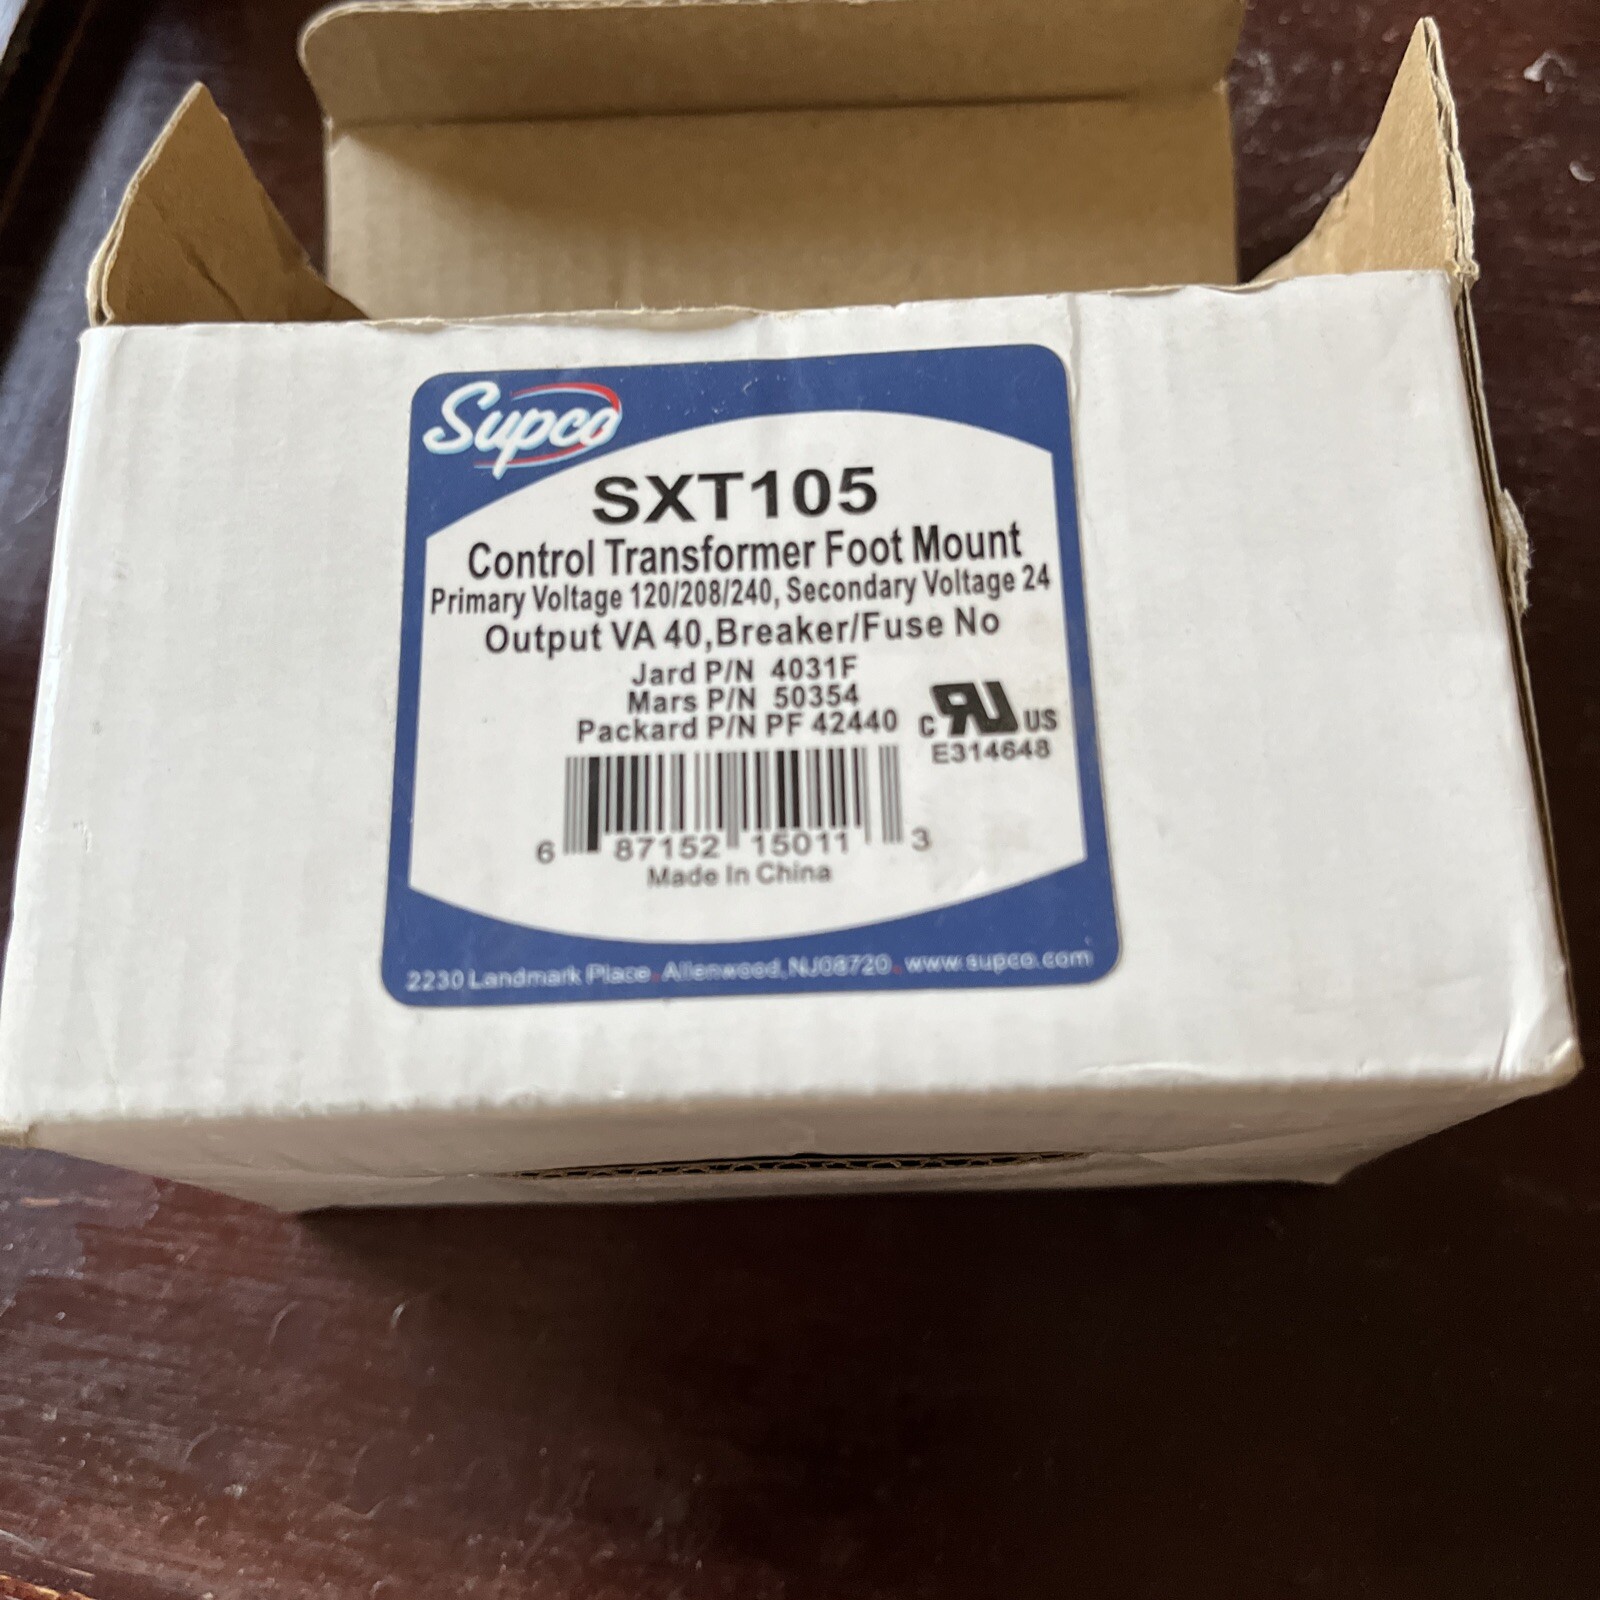 Supco
SXT105
Control Transformer Foot Mount
Primary Voltage 120/208/240, Secondary Voltage 24
Output VA 40,Breaker/Fuse No
Jard P/N 4031F
Mars P/N 50354
Packard P/N PF 42440
c RU US
E314648
6 87152 15011 3
Made In China
2230 Landmark Place. Allenwood, NJ08720. www.supco.com